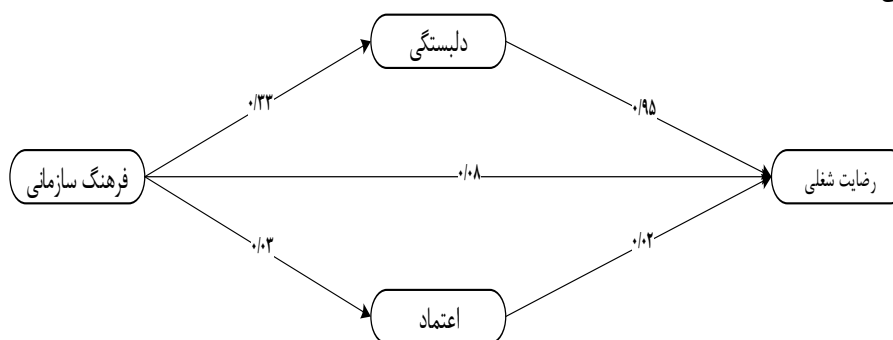 دلبستگی
۰/۳۳
۰/۹۵
فرهنگ سازمانی
۰/۰۸
رضایت شغلی
۰/۰۳
۰/۰۲
اعتماد